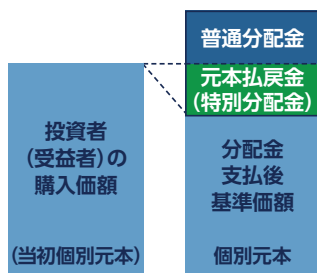 普通分配金
元本払戻金
(特別分配金)
投資者
(受益者)の
購入価額
(当初個別元本)
分配金
支払後
基準価額
個別元本